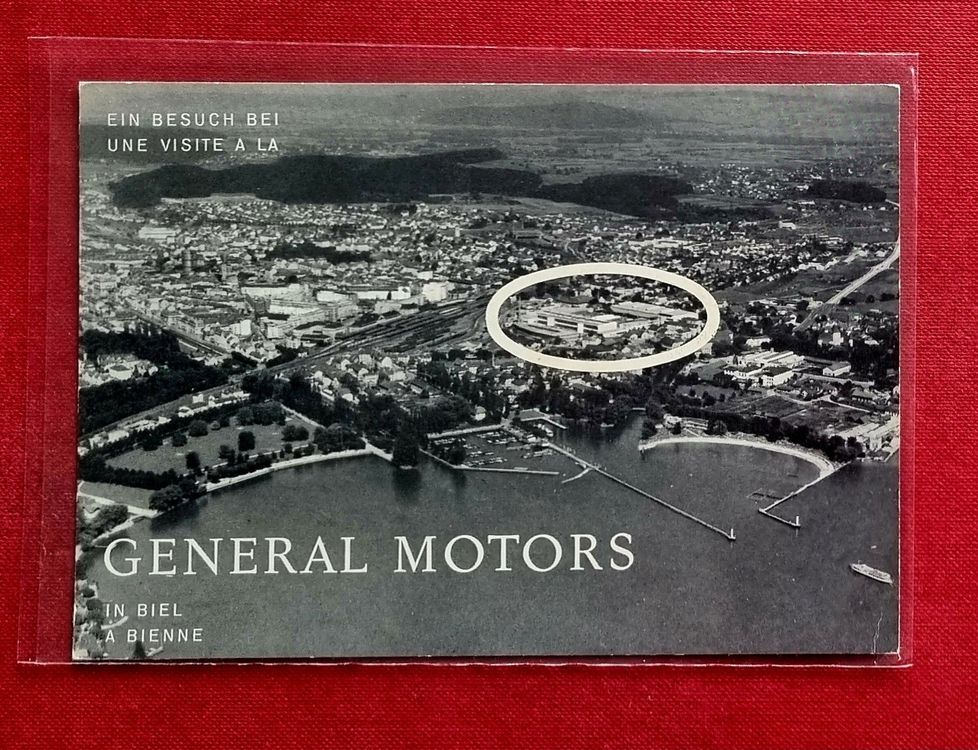 EIN BESUCH BEI
UNE VISITE A LA
GENERAL MOTORS
IN BIEL
A BIENNE